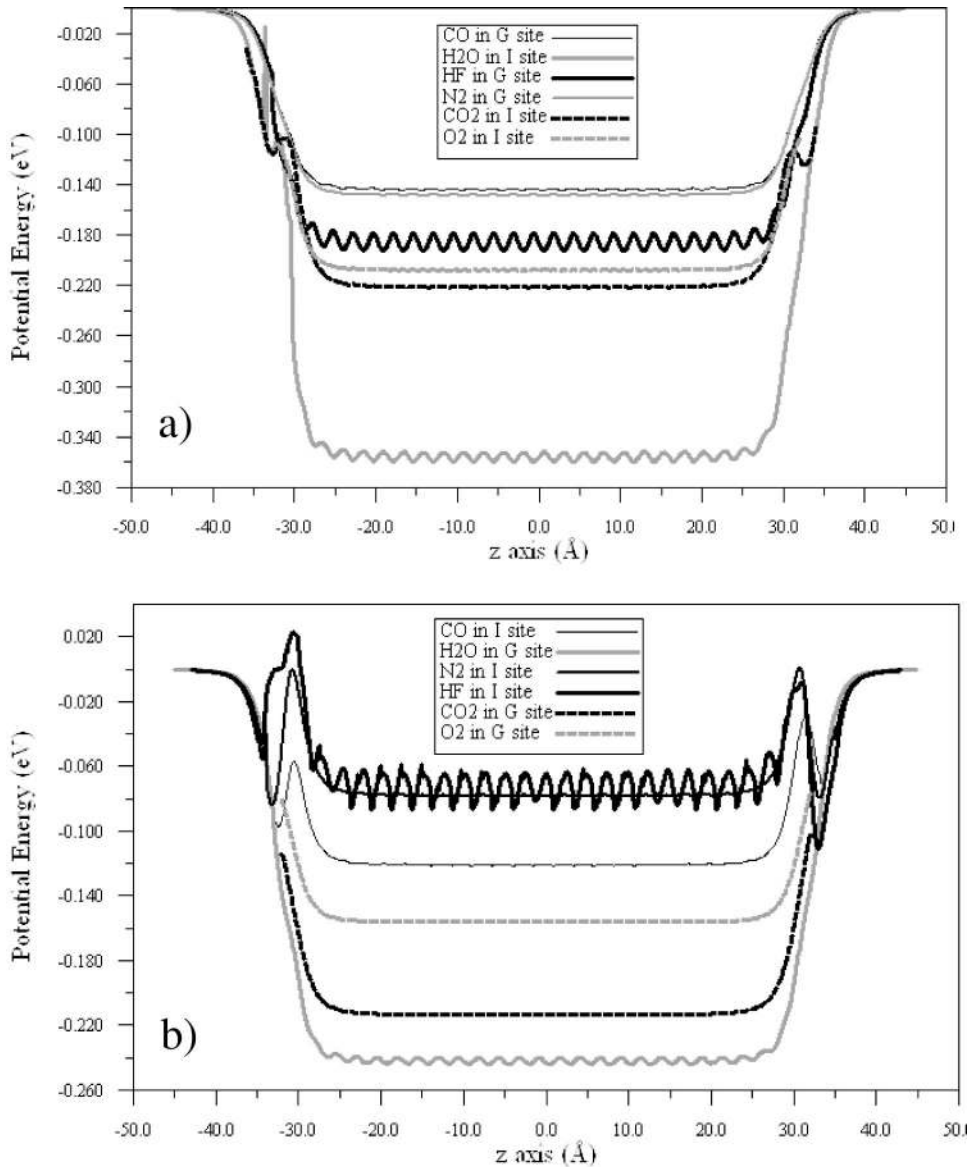 -0.020
-0.060
-0.100
-0.140
-0.180
-0.220
-0.260
-0.300
-0.340
-0.380
Potential Energy (eV)
CO in G site
H2O in I site
HF in G site
N2 in G site
CO2 in I site
O2 in I site
a)
-50.0 -40.0 -30.0 -20.0 -10.0 0.0 10.0 20.0 30.0 40.0 50.
z axis (Å)
0.020
-0.020
-0.060
-0.100
-0.140
-0.180
-0.220
-0.260
Potential Energy (eV)
CO in I site
H2O in G site
N2 in I site
HF in I site
CO2 in G site
O2 in G site
b)
-50.0 -40.0 -30.0 -20.0 -10.0 0.0 10.0 20.0 30.0 40.0 50.0
z axis (Å)